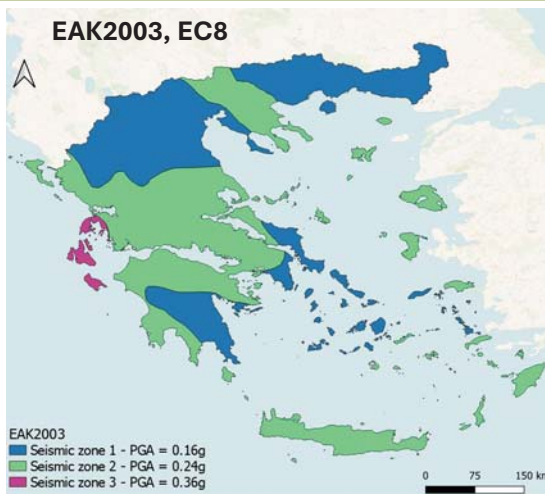 EAK2003, EC8
EAK2003
Seismic zone 1 - PGA = 0.16g
Seismic zone 2 - PGA = 0.24g
Seismic zone 3 - PGA = 0.36g
0 75 150 km